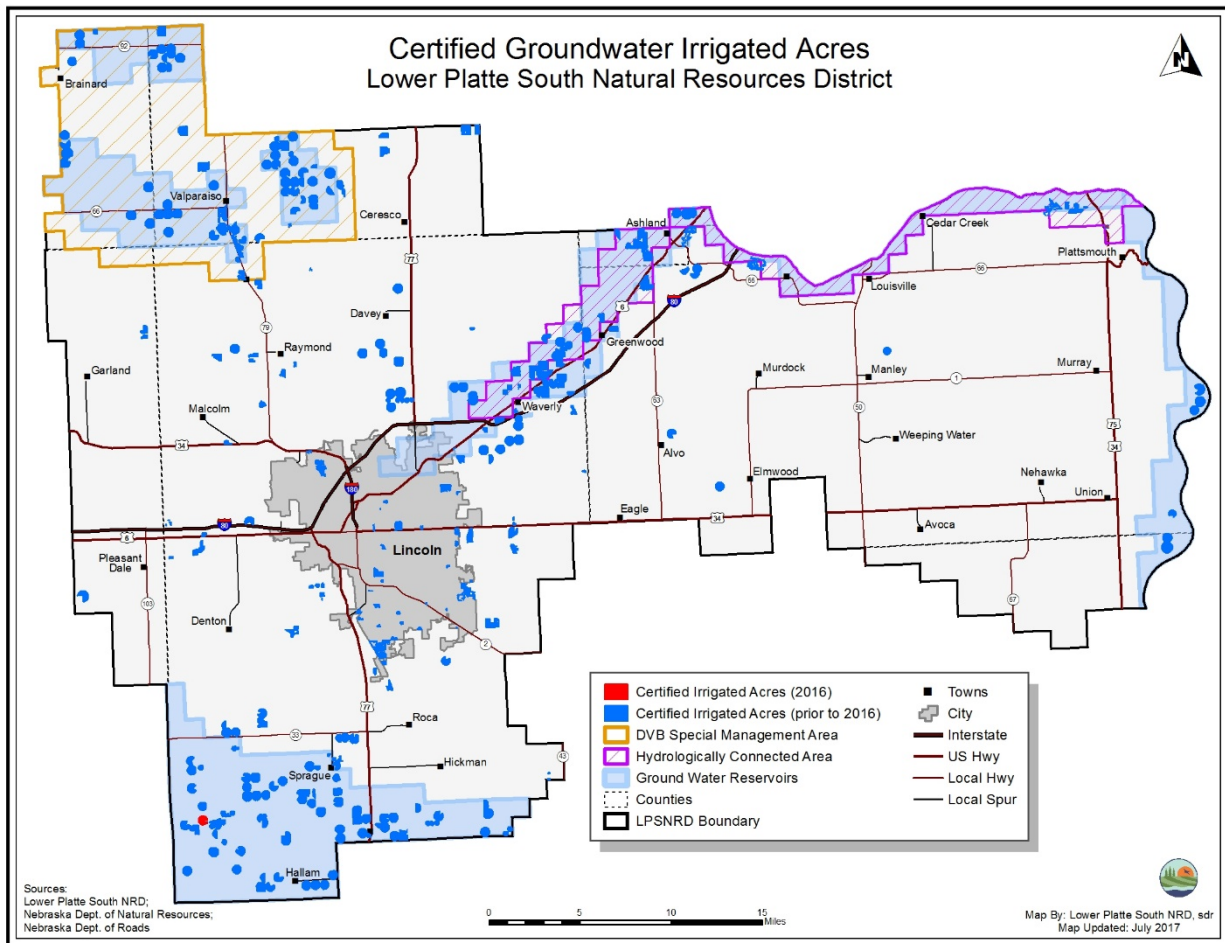 Certified Groundwater Irrigated Acres
Lower Platte South Natural Resources District
N
92
Brainard
Valparaiso
66
Ceresco
77
Ashland
Cedar Creek
Plattsmouth
66
66
Louisville
6
80
Davey
79
Raymond
Greenwood
Garland
Murdock
Manley
1
Murray
Malcolm
Waverly
63
50
75
34
34
Weeping Water
Alvo
Elmwood
Nehawka
Union
180
80
6
Eagle
34
Avoca
Lincoln
Pleasant
Dale
103
Denton
2
67
77
Roca
33
43
Sprague
Hickman
Hallam
Certified Irrigated Acres (2016)
Certified Irrigated Acres (prior to 2016)
DVB Special Management Area
Hydrologically Connected Area
Ground Water Reservoirs
Counties
LPSNRD Boundary
Towns
City
Interstate
US Hwy
Local Hwy
Local Spur
Sources:
Lower Platte South NRD;
Nebraska Dept. of Natural Resources;
Nebraska Dept. of Roads
0 5 10 15
Miles
Map By: Lower Platte South NRD, sdr
Map Updated: July 2017